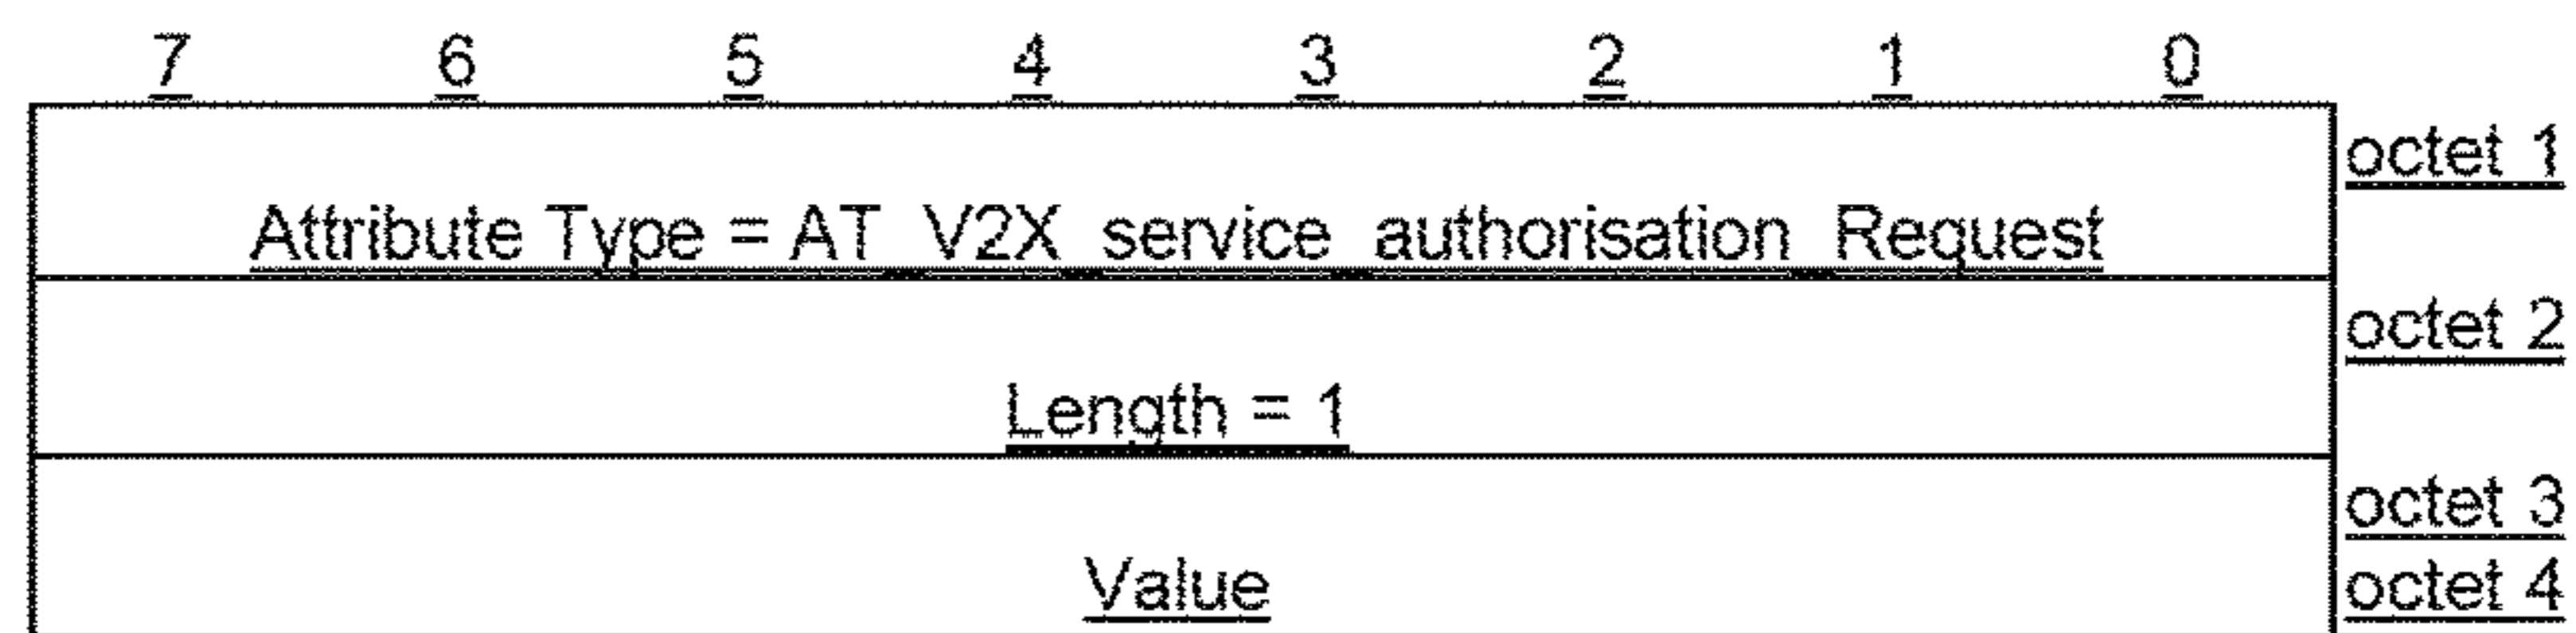 7 6 5 4 3 2 1 0
octet 1
Attribute Type = AT_V2X_service_authorisation_Request
octet 2
Length = 1
octet 3
Value octet 4